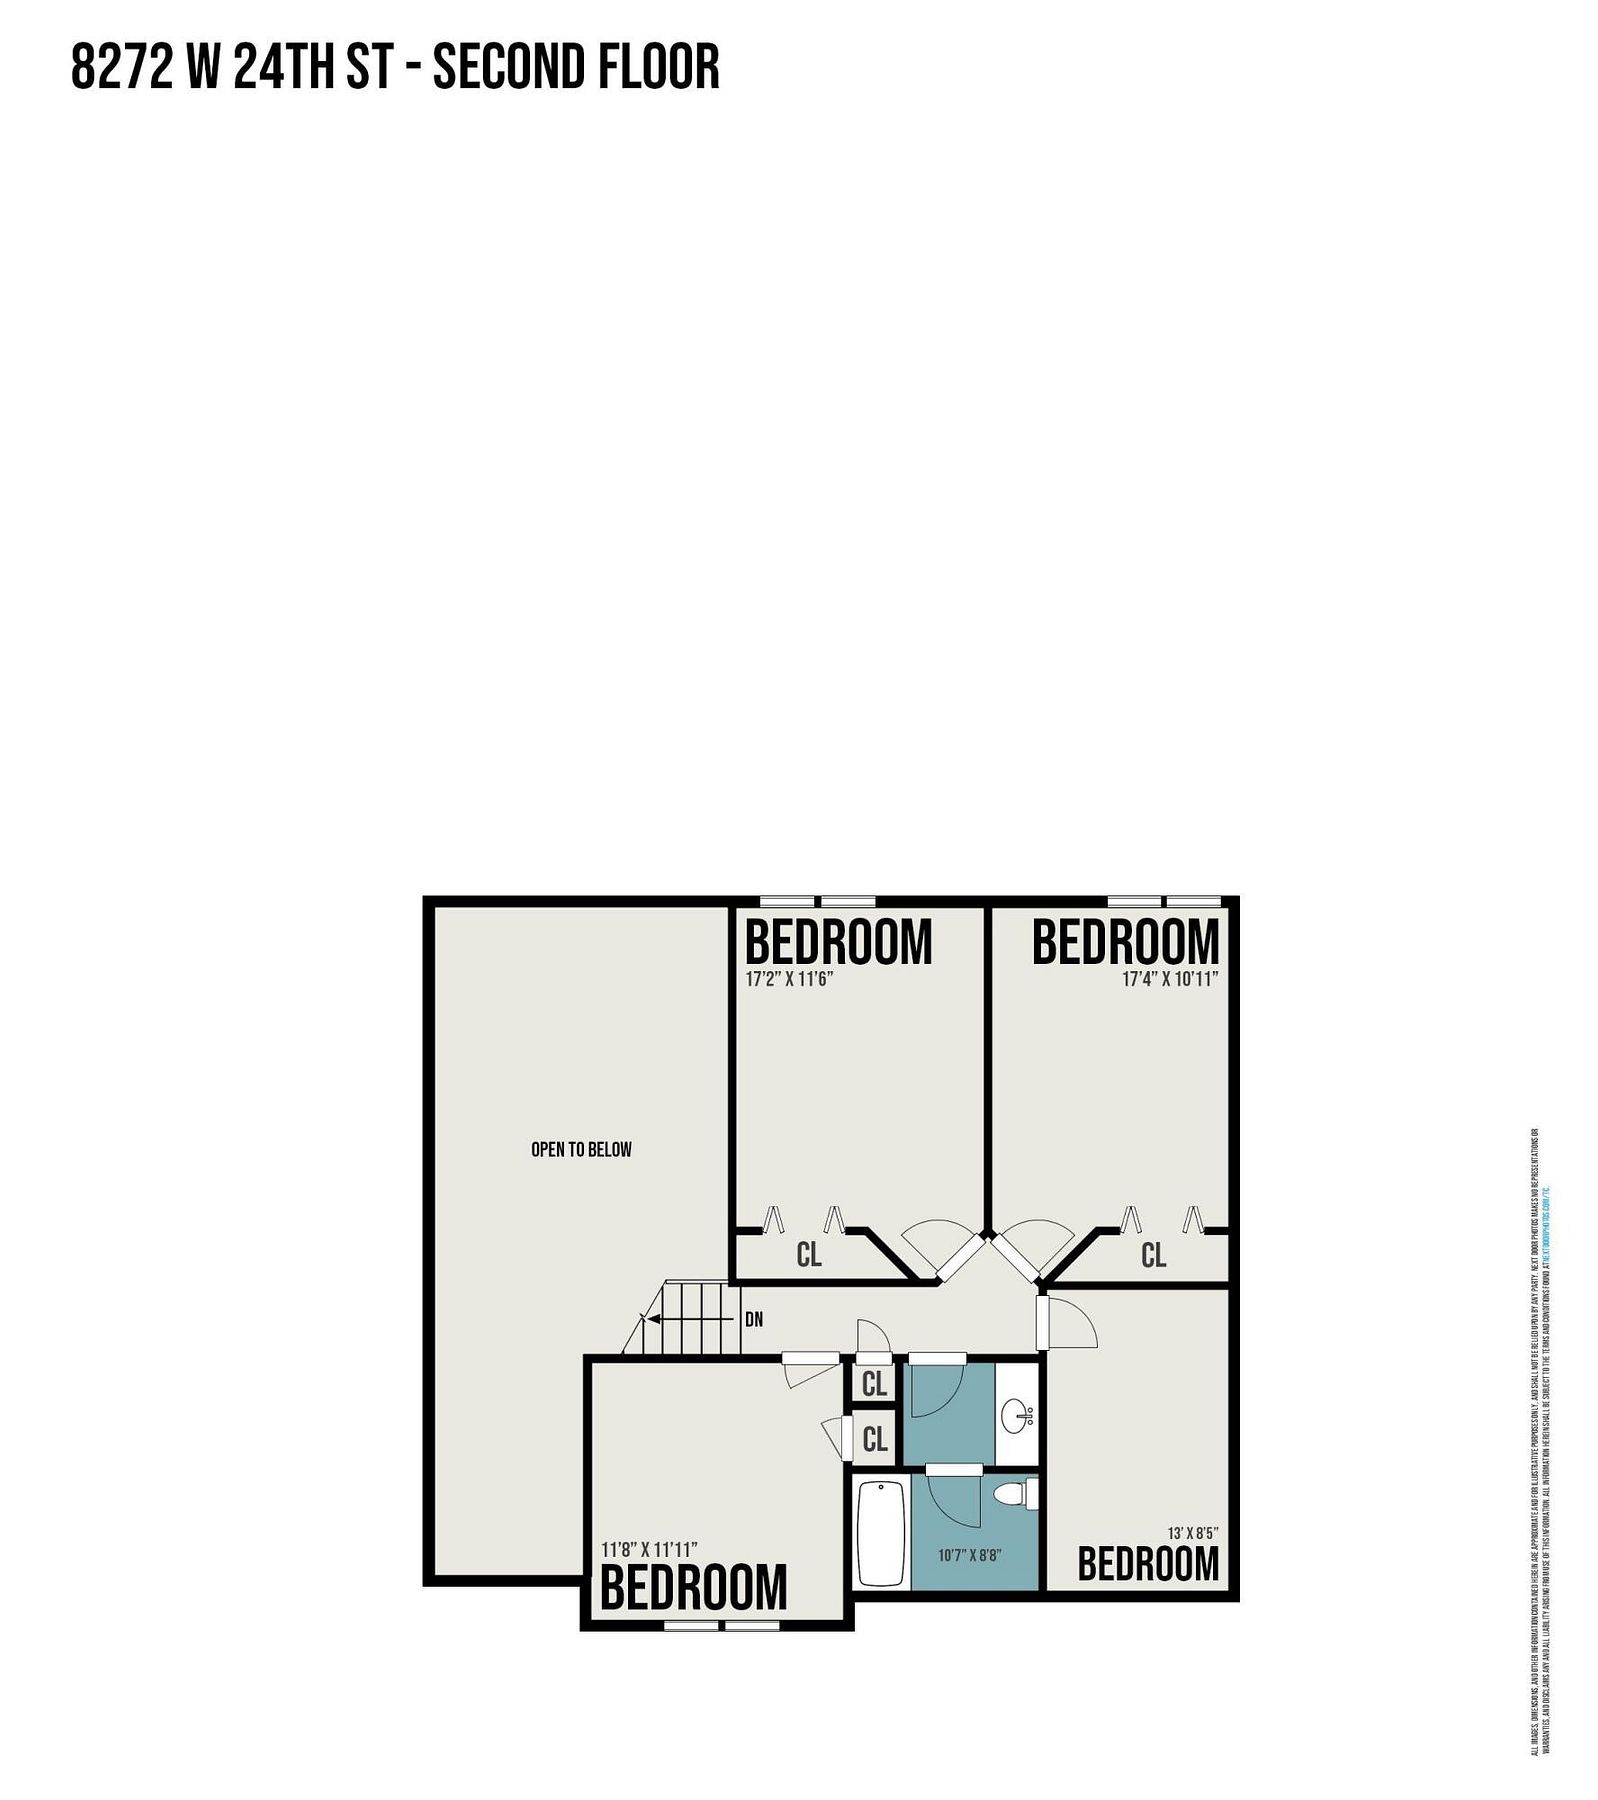 8272 W 24TH ST - SECOND FLOOR
BEDROOM
17'2" X 11'6"
BEDROOM
17'4" X 10'11"
OPEN TO BELOW
CL
CL
DN
CL
CL
11'8" X 11'11"
BEDROOM
10'7" X 8'8"
13' X 8'5"
BEDROOM
ALL IMAGES, DIMENSIONS, AND OTHER INFORMATION CONTAINED HEREIN ARE APPROXIMATE AND FOR ILLUSTRATIVE PURPOSES ONLY, AND SHALL NOT BE RELIED UPON BY ANY PARTY. NEXT DOOR PHOTOS MAKES NO REPRESENTATIONS OR
WARRANTIES, AND DISCLAIMS ANY AND ALL LIABILITY ARISING FROM USE OF THIS INFORMATION. ALL INFORMATION HEREIN SHALL BE SUBJECT TO THE TERMS AND CONDITIONS FOUND AT NEXTDOORPHOTOS.COM/TC.